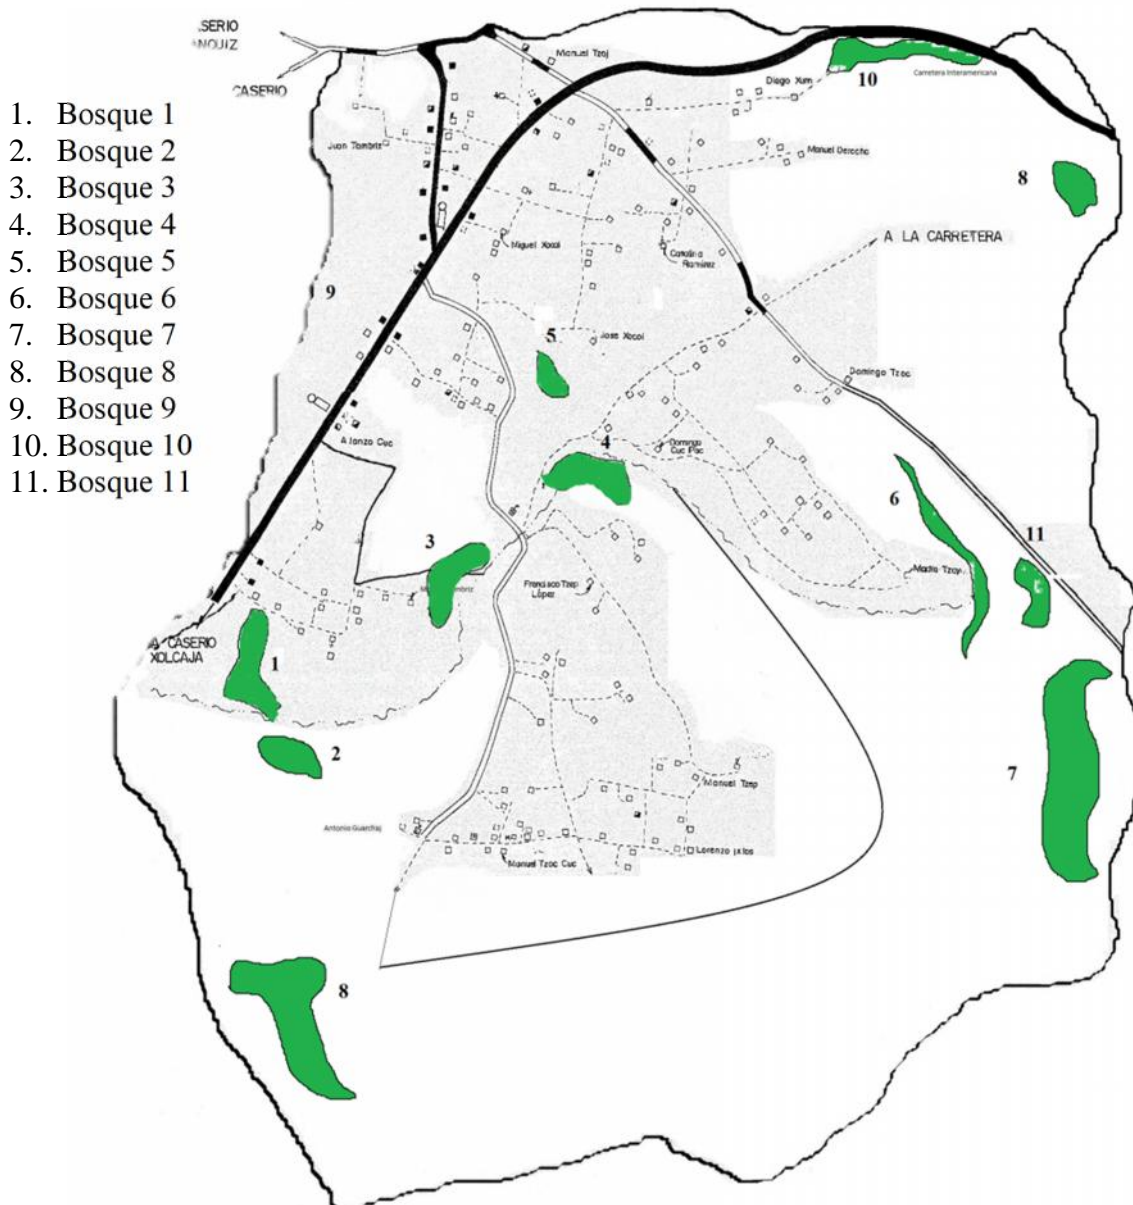 1. Bosque 1
2. Bosque 2
3. Bosque 3
4. Bosque 4
5. Bosque 5
6. Bosque 6
7. Bosque 7
8. Bosque 8
9. Bosque 9
10. Bosque 10
11. Bosque 11
CASERIO
Manuel Tzoj
Diego Xum
10
Carretera Interamericana
Juan Tambriz
Manuel Derecho
8
A LA CARRETERA
Miguel Xocol
Catalina
Ramirez
9
5
Jose Xocol
Domingo Tzoc
4
Domingo
Cuc
6
11
3
Francisco Tzep
López
A CASERIO
XOLCAJA
1
2
7
Manuel Tzep
Antonio Guarchaj
Manuel Tzoc Cuc
8